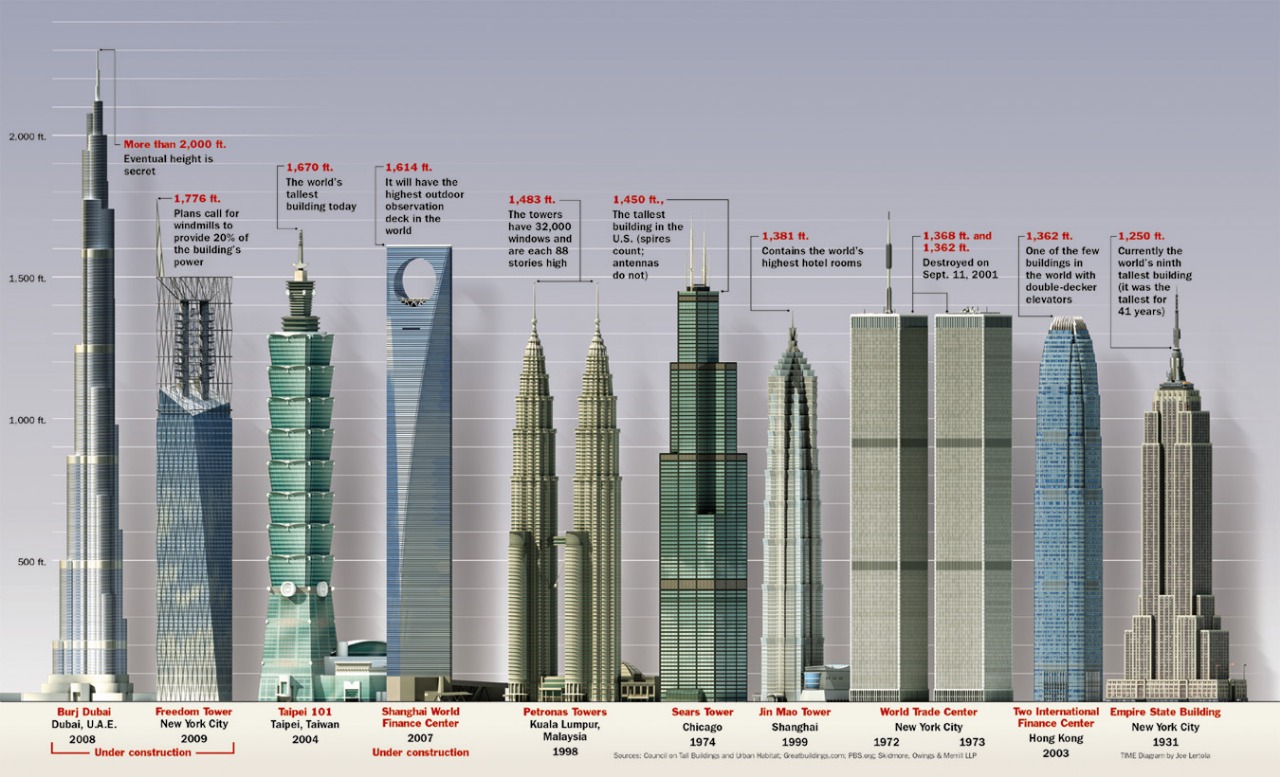 2,000 ft.
1,500 ft.
1,000 ft.
500 ft.
More than 2,000 ft.
Eventual height is
secret
1,776 ft.
Plans call for
windmills to
provide 20% of
the building's
power
1,670 ft.
The world's
tallest
building today
1,614 ft.
It will have the
highest outdoor
observation
deck in the
world
1,483 ft.
The towers
have 32,000
windows and
are each 88
stories high
1,450 ft.,
The tallest
building in the
U.S. (spires
count;
antennas
do not)
1,381 ft.
Contains the world's
highest hotel rooms
1,368 ft. and
1,362 ft.
Destroyed on
Sept. 11, 2001
1,362 ft.
One of the few
buildings in
the world with
double-decker
elevators
1,250 ft.
Currently the
world's ninth
tallest building
(it was the
tallest for
41 years)
Burj Dubai
Dubai, U.A.E.
2008
Freedom Tower
New York City
2009
Under construction
Taipei 101
Taipei, Taiwan
2004
Shanghai World
Finance Center
2007
Under construction
Petronas Towers
Kuala Lumpur,
Malaysia
1998
Sears Tower
Chicago
1974
Jin Mao Tower
Shanghai
1999
World Trade Center
New York City
1972 1973
Two International
Finance Center
Hong Kong
2003
Empire State Building
New York City
1931
Sources: Council on Tall Buildings and Urban Habitat; Greatbuildings.com; PBS.org; Skidmore, Owings & Merrill LLP
TIME Diagram by Joe Lertola